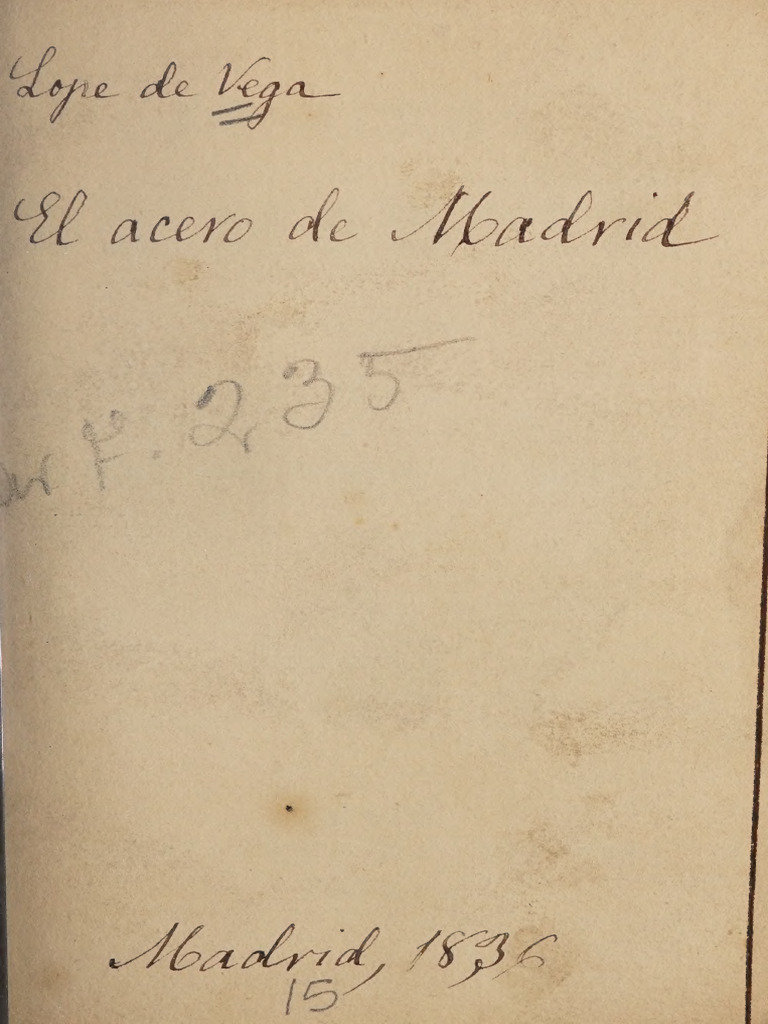 Lope de Vega
El acero de Madrid
F. 235
Madrid, 1836
15